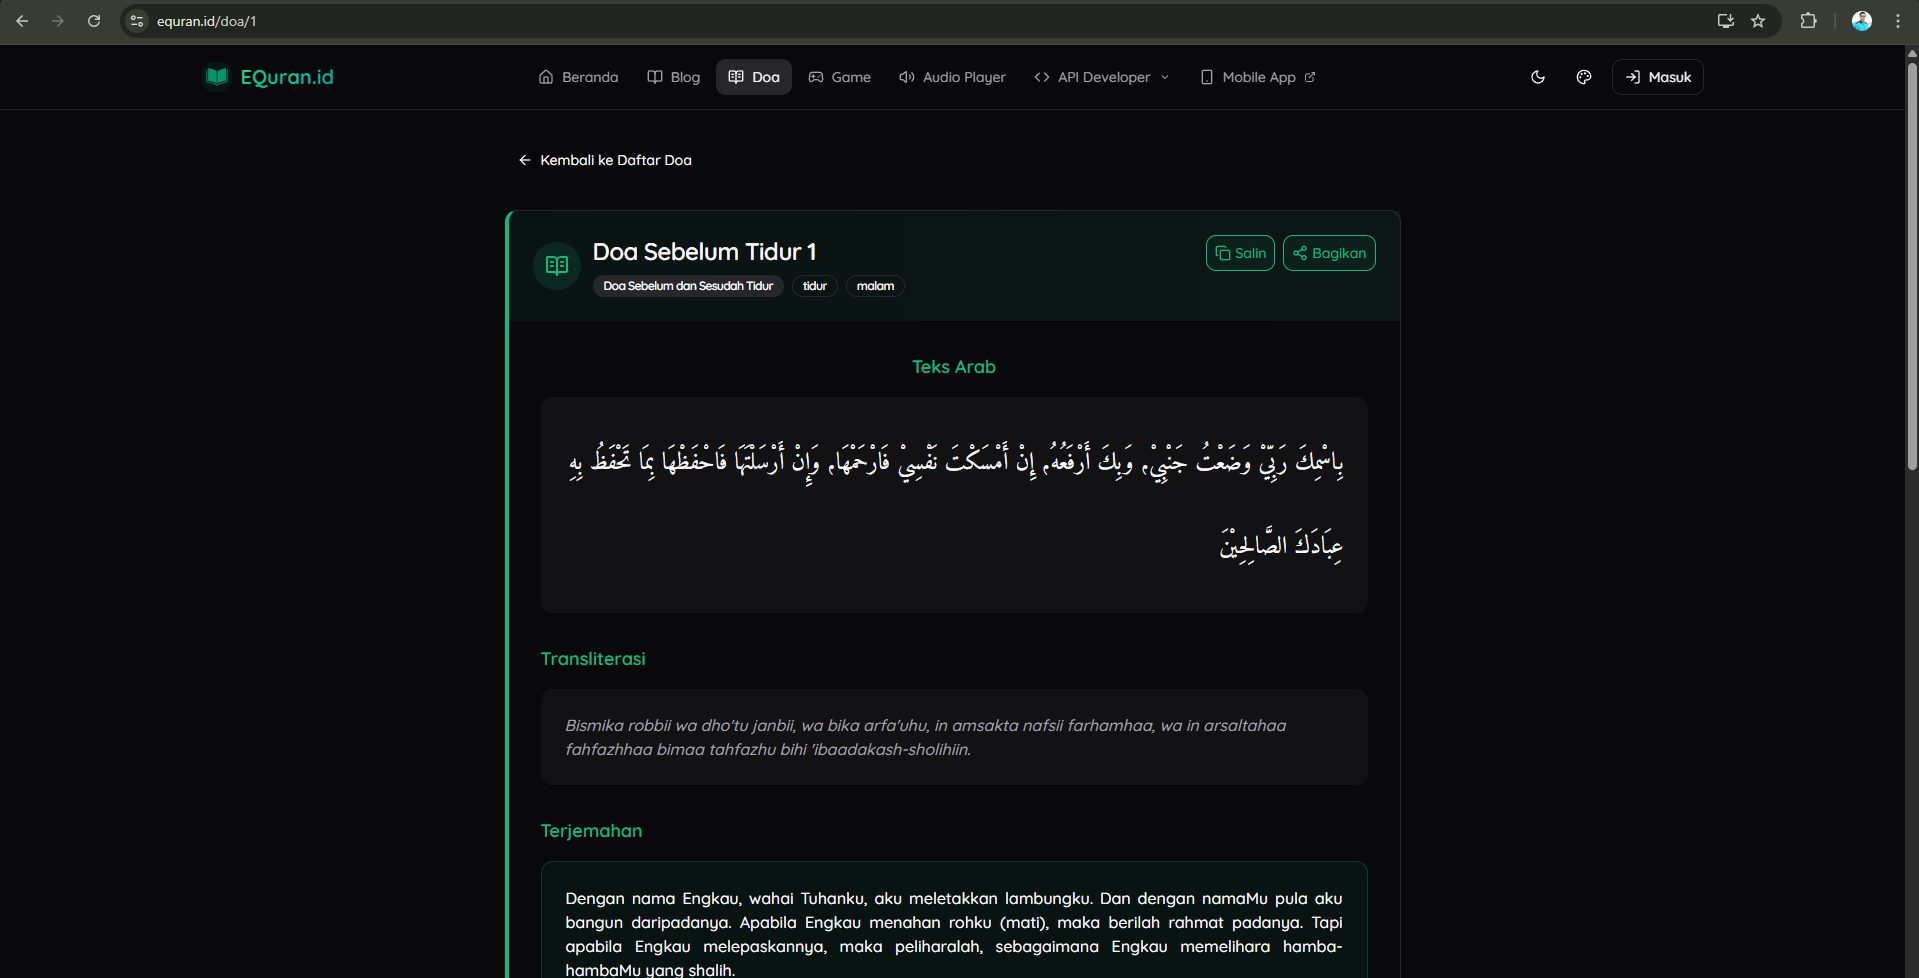 equran.id/doa/1
EQuran.id
Beranda
Blog
Doa
Game
Audio Player
API Developer
Mobile App
Masuk
Kembali ke Daftar Doa
Doa Sebelum Tidur 1
Salin
Bagikan
Doa Sebelum dan Sesudah Tidur
tidur
malam
Teks Arab
بِاسْمِكَ رَبِّيْ وَضَعْتُ جَنْبِيْ، وَبِكَ أَرْفَعُهُ، إِنْ أَمْسَكْتَ نَفْسِيْ فَارْحَمْهَا، وَإِنْ أَرْسَلْتَهَا فَاحْفَظْهَا بِمَا تَحْفَظُ بِهِ
عِبَادَكَ الصَّالِحِيْنَ
Transliterasi
Bismika robbii wa dho'tu janbii, wa bika arfa'uhu, in amsakta nafsii farhamhaa, wa in arsaltahaa
fahfazhhaa bimaa tahfazhu bihi 'ibaadakash-sholihiin.
Terjemahan
Dengan nama Engkau, wahai Tuhanku, aku meletakkan lambungku. Dan dengan namaMu pula aku
bangun daripadanya. Apabila Engkau menahan rohku (mati), maka berilah rahmat padanya. Tapi
apabila Engkau melepaskannya, maka peliharalah, sebagaimana Engkau memelihara hamba-
hambaMu yang shalih.